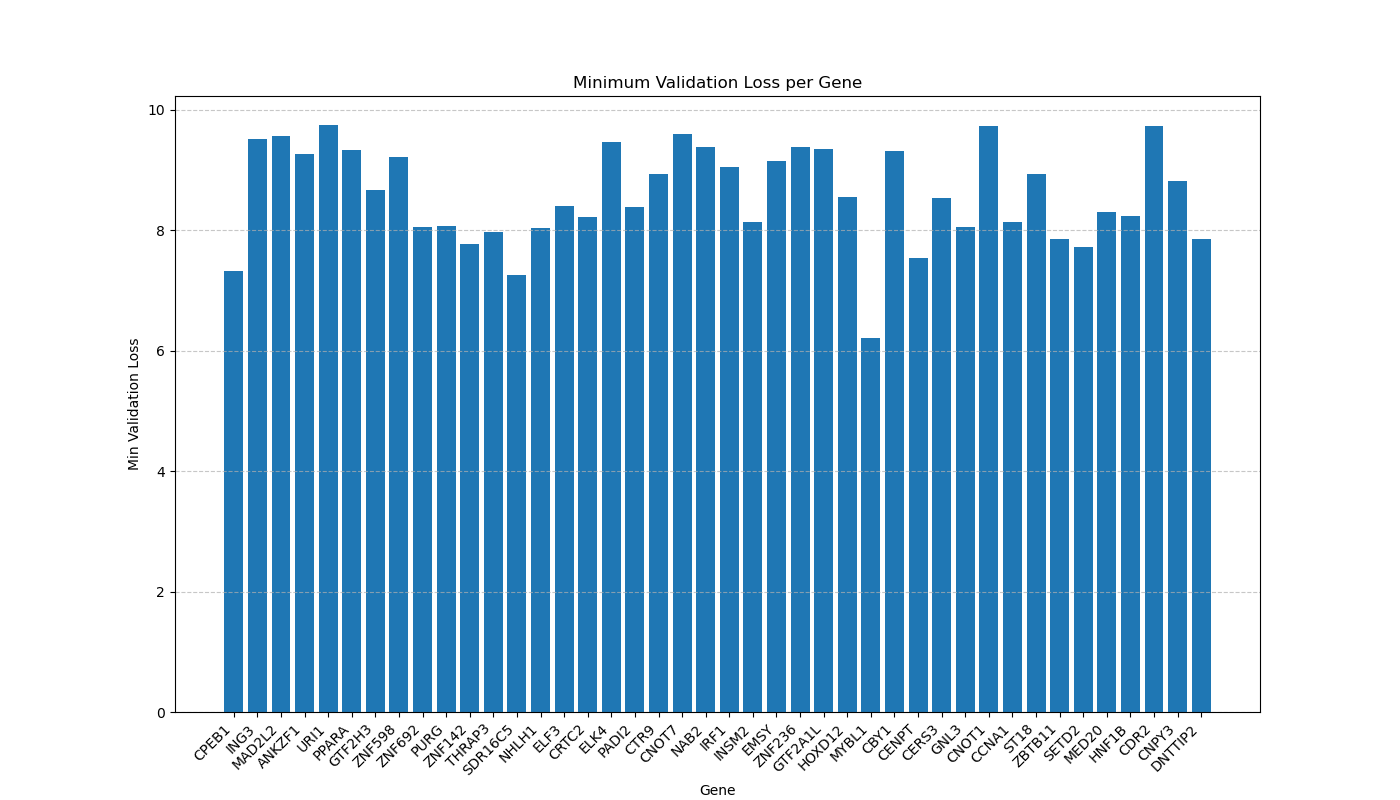 Minimum Validation Loss per Gene
Min Validation Loss
10
8
6
4
2
0
CPEB1
ING3
MAD2L2
ANKZF1
URI1
PPARA
GTF2H3
ZNF598
ZNF692
PURG
ZNF142
THRAP3
SDR16C5
NHLH1
ELF3
CRTC2
ELK4
PADI2
CTR9
CNOT7
NAB2
IRF1
INSM2
EMSY
ZNF236
GTF2A1L
HOXD12
MYBL1
CBY1
CENPT
CERS3
GNL3
CNOT1
CCNA1
ST18
ZBTB11
SETD2
MED20
HNF1B
CDR2
CNPY3
DNTTIP2
Gene